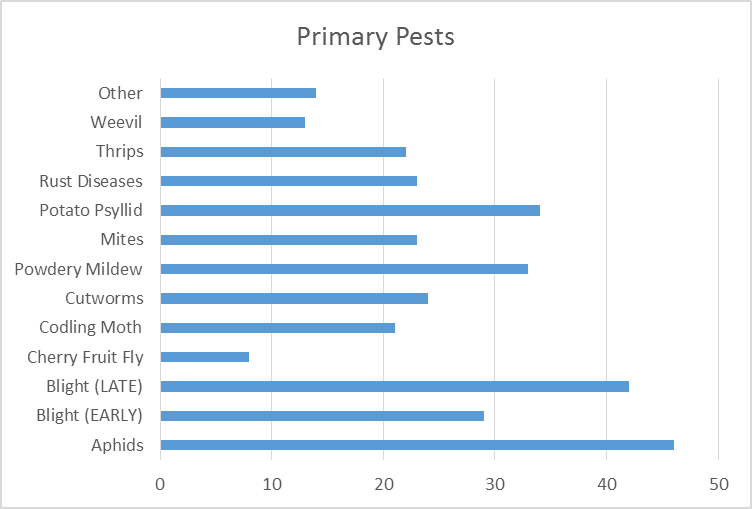 Primary Pests
Other
Weevil
Thrips
Rust Diseases
Potato Psyllid
Mites
Powdery Mildew
Cutworms
Codling Moth
Cherry Fruit Fly
Blight (LATE)
Blight (EARLY)
Aphids
0 10 20 30 40 50